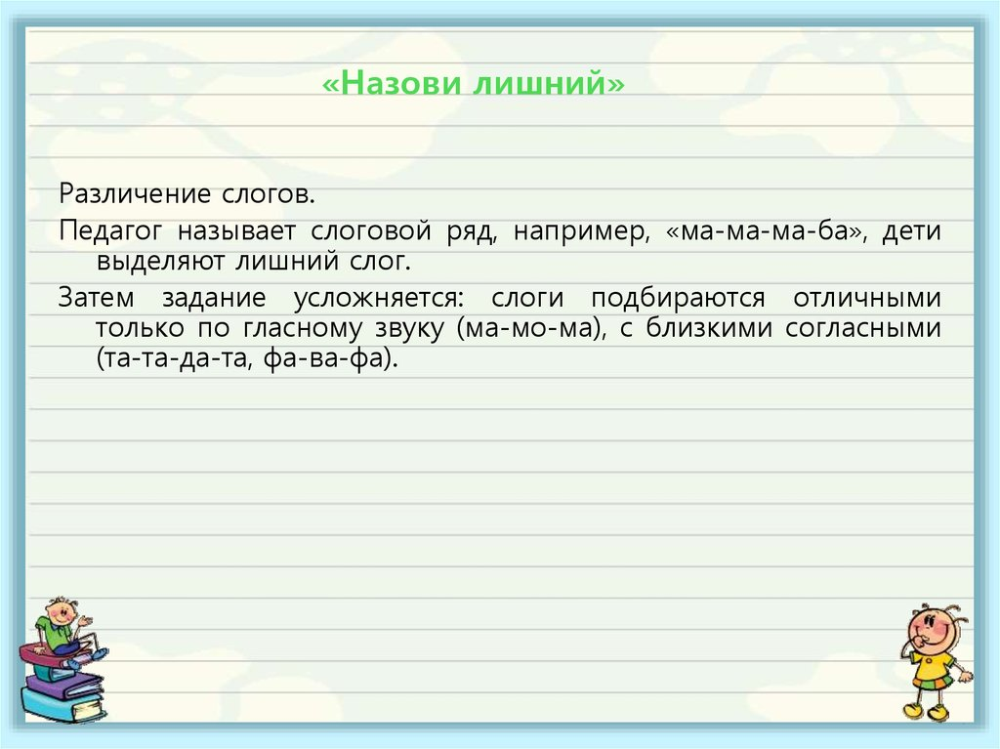 «Назови лишний»
Различение слогов.
Педагог называет слоговой ряд, например, «ма-ма-ма-ба», дети
выделяют лишний слог.
Затем задание усложняется: слоги подбираются отличными
только по гласному звуку (ма-мо-ма), с близкими согласными
(та-та-да-та, фа-ва-фа).